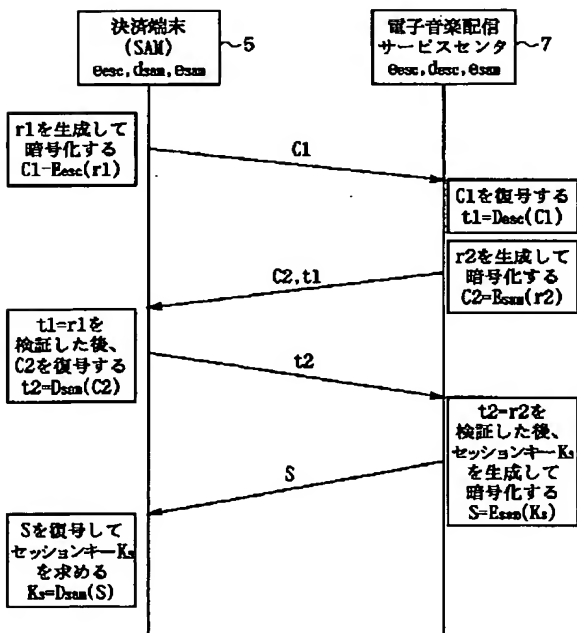 決済端末
(SAM)
eesc,dsam,esam
~5
電子音楽配信
サービスセンタ
eesc,desc,esam
~7
r1を生成して
暗号化する
C1=Eesc(r1)
C1
C1を復号する
t1=Desc(C1)
r2を生成して
暗号化する
C2=Esam(r2)
C2,t1
t1=r1を
検証した後、
C2を復号する
t2=Dsam(C2)
t2
t2=r2を
検証した後、
セッションキーKs
を生成して
暗号化する
S=Esam(Ks)
S
Sを復号して
セッションキーKs
を求める
Ks=Dsam(S)